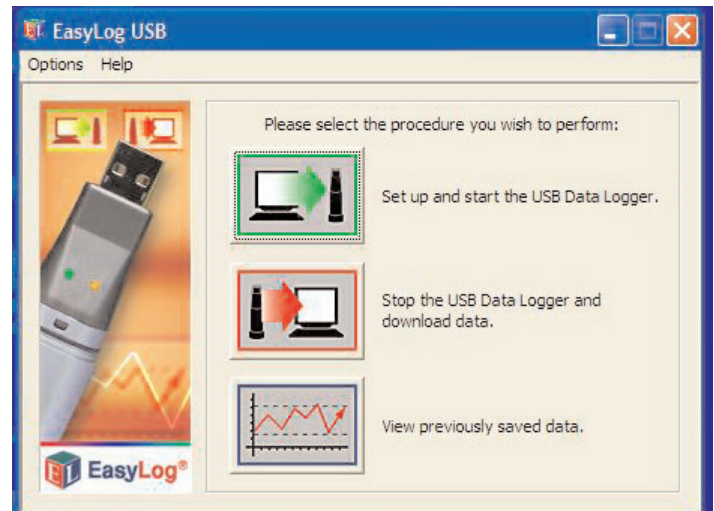 EasyLog USB
Options Help
Please select the procedure you wish to perform:
Set up and start the USB Data Logger.
Stop the USB Data Logger and
download data.
View previously saved data.
EL EasyLog®